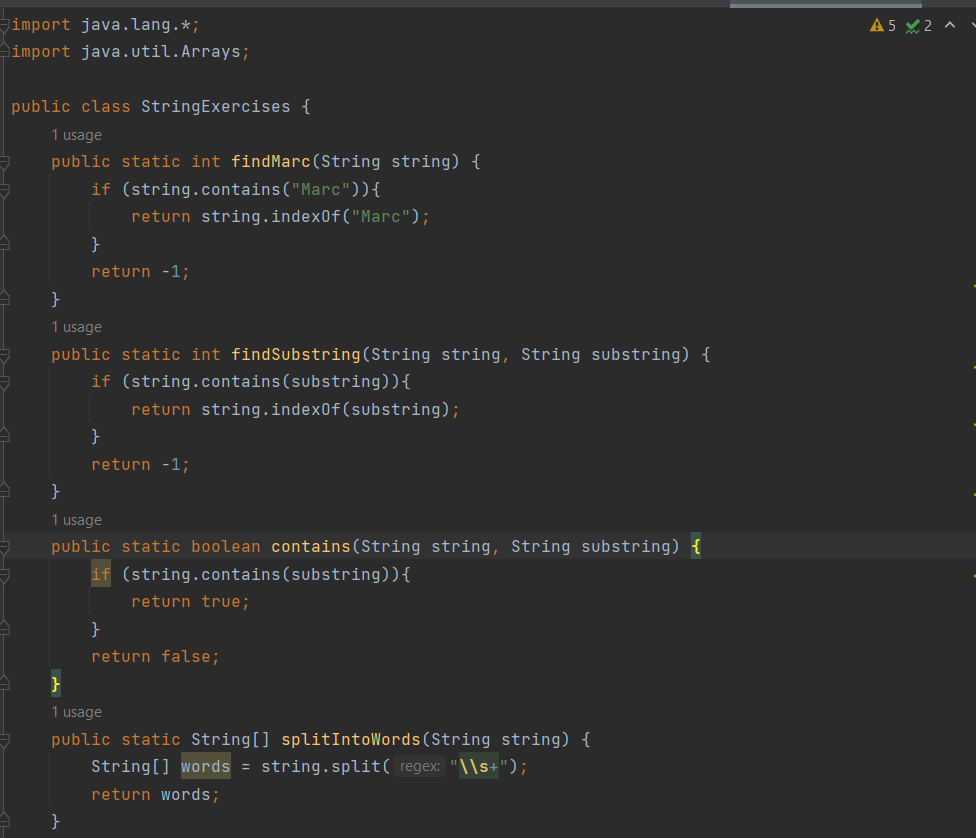 import java.lang.*;
5 2
import java.util.Arrays;
public class StringExercises {
1 usage
public static int findMarc(String string) {
if (string.contains("Marc")){
return string.indexOf("Marc");
}
return -1;
}
1 usage
public static int findSubstring(String string, String substring) {
if (string.contains(substring)){
return string.indexOf(substring);
}
return -1;
}
1 usage
public static boolean contains(String string, String substring) {
if (string.contains(substring)){
return true;
}
return false;
}
1 usage
public static String[] splitIntoWords(String string) {
String[] words = string.split( regex: "\\s+");
return words;
}